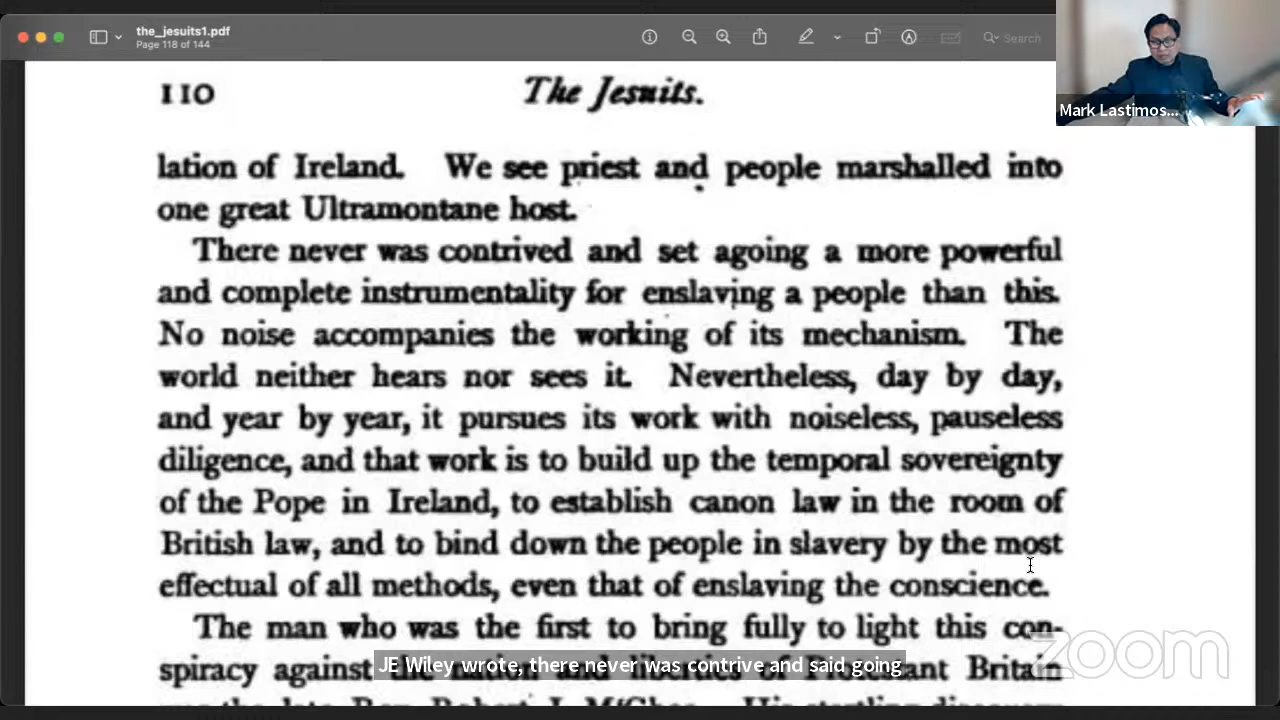 the_jesuits1.pdf
Page 118 of 144
Search
Mark Lastimos...
110
The Jesuits.
lation of Ireland. We see priest and people marshalled into
one great Ultramontane host.
There never was contrived and set agoing a more powerful
and complete instrumentality for enslaving a people than this.
No noise accompanies the working of its mechanism. The
world neither hears nor sees it. Nevertheless, day by day,
and year by year, it pursues its work with noiseless, pauseless
diligence, and that work is to build up the temporal sovereignty
of the Pope in Ireland, to establish canon law in the room of
British law, and to bind down the people in slavery by the most
effectual of all methods, even that of enslaving the conscience.
The man who was the first to bring fully to light this con-
spiracy against the nation and liberties of Protestant Britain
JE Wiley wrote, there never was contrive and said going
zoom